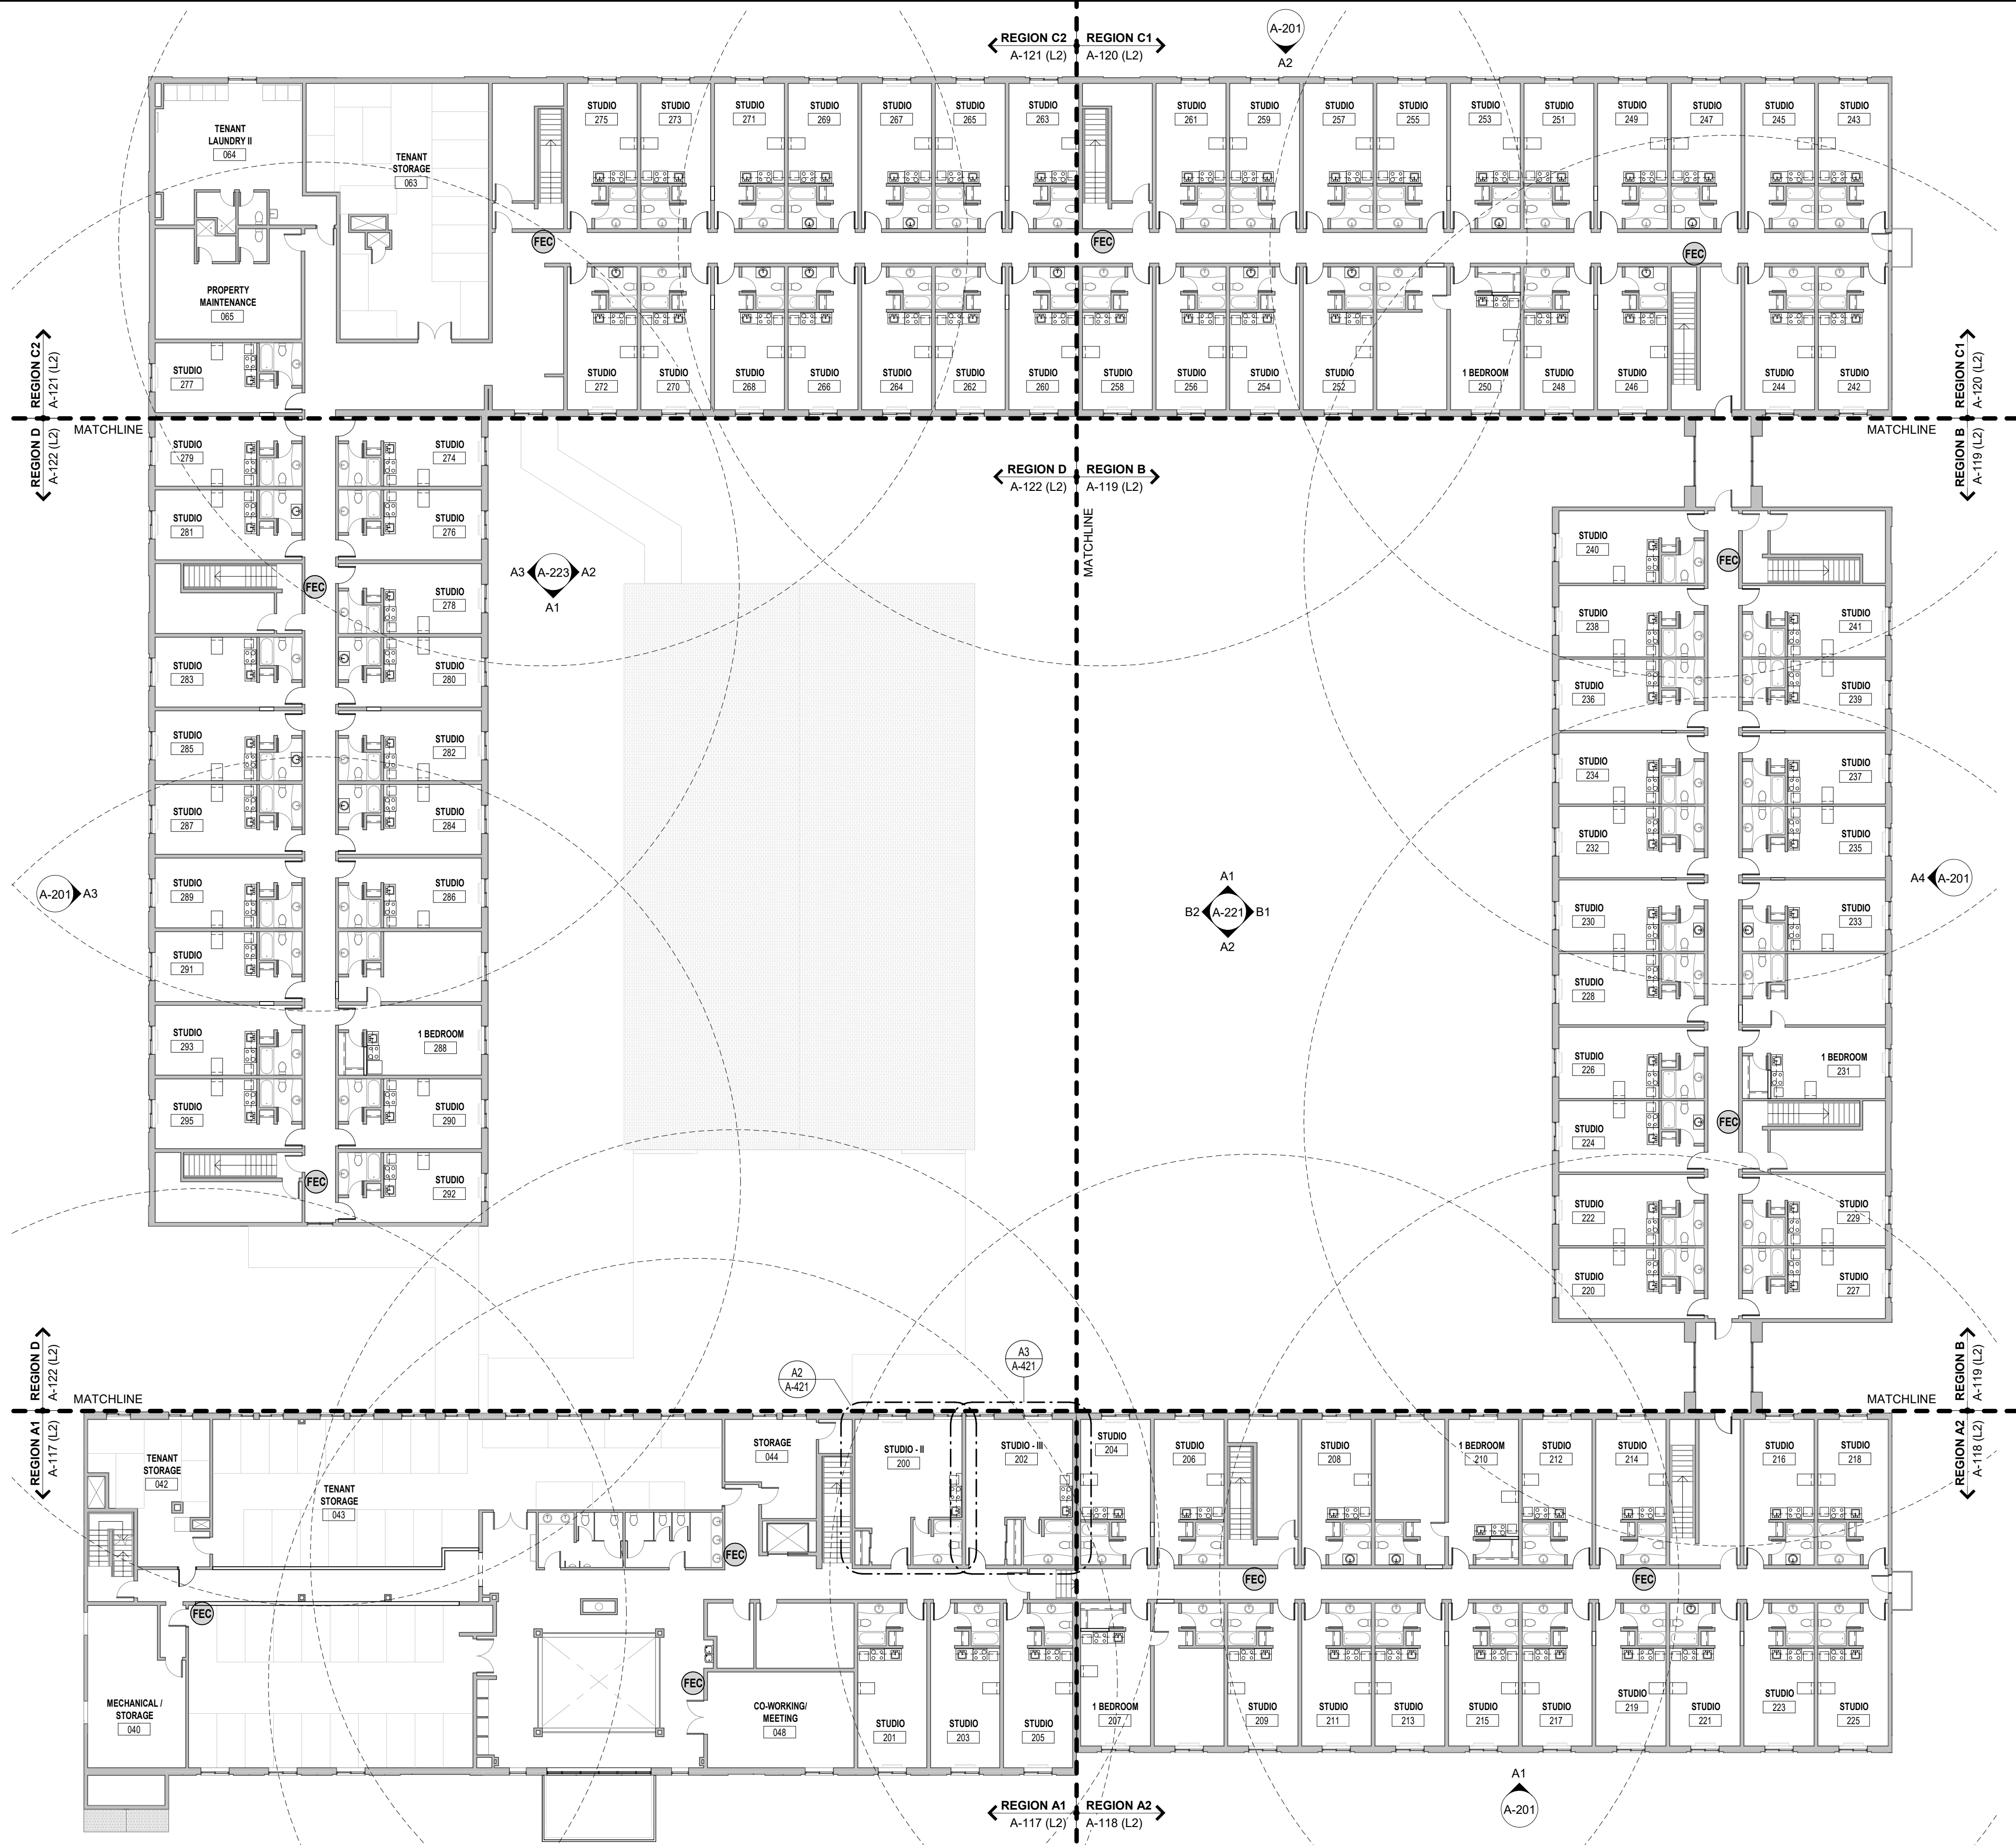 REGION C2
A-121 (L2)
REGION C1
A-120 (L2)
A-201
A2
TENANT
LAUNDRY II
064
TENANT
STORAGE
063
STUDIO
275
STUDIO
273
STUDIO
271
STUDIO
269
STUDIO
267
STUDIO
265
STUDIO
263
STUDIO
261
STUDIO
259
STUDIO
257
STUDIO
255
STUDIO
253
STUDIO
251
STUDIO
249
STUDIO
247
STUDIO
245
STUDIO
243
FEC
FEC
FEC
PROPERTY
MAINTENANCE
065
STUDIO
277
STUDIO
272
STUDIO
270
STUDIO
268
STUDIO
266
STUDIO
264
STUDIO
262
STUDIO
260
STUDIO
258
STUDIO
256
STUDIO
254
STUDIO
252
1 BEDROOM
250
STUDIO
248
STUDIO
246
STUDIO
244
STUDIO
242
REGION C2
A-121 (L2)
REGION C1
A-120 (L2)
MATCHLINE
MATCHLINE
REGION D
A-122 (L2)
REGION B
A-119 (L2)
REGION D
A-122 (L2)
REGION B
A-119 (L2)
MATCHLINE
STUDIO
279
STUDIO
274
STUDIO
281
STUDIO
276
FEC
STUDIO
278
STUDIO
283
STUDIO
280
STUDIO
285
STUDIO
282
STUDIO
287
STUDIO
284
STUDIO
289
STUDIO
286
STUDIO
291
STUDIO
293
1 BEDROOM
288
STUDIO
295
STUDIO
290
FEC
STUDIO
292
A3
A-223
A2
A1
A-201
A3
A1
B2
A-221
B1
A2
A4
A-201
STUDIO
240
FEC
STUDIO
238
STUDIO
241
STUDIO
236
STUDIO
239
STUDIO
234
STUDIO
237
STUDIO
232
STUDIO
235
STUDIO
230
STUDIO
233
STUDIO
228
STUDIO
226
1 BEDROOM
231
STUDIO
224
FEC
STUDIO
222
STUDIO
229
STUDIO
220
STUDIO
227
REGION D
A-122 (L2)
REGION B
A-119 (L2)
MATCHLINE
MATCHLINE
REGION A1
A-117 (L2)
REGION A2
A-118 (L2)
A2
A-421
A3
A-421
TENANT
STORAGE
042
TENANT
STORAGE
043
STORAGE
044
STUDIO - II
200
STUDIO - III
202
STUDIO
204
STUDIO
206
STUDIO
208
1 BEDROOM
210
STUDIO
212
STUDIO
214
STUDIO
216
STUDIO
218
FEC
FEC
FEC
FEC
FEC
MECHANICAL /
STORAGE
040
CO-WORKING/
MEETING
048
STUDIO
201
STUDIO
203
STUDIO
205
1 BEDROOM
207
STUDIO
209
STUDIO
211
STUDIO
213
STUDIO
215
STUDIO
217
STUDIO
219
STUDIO
221
STUDIO
223
STUDIO
225
REGION A1
A-117 (L2)
REGION A2
A-118 (L2)
A1
A-201